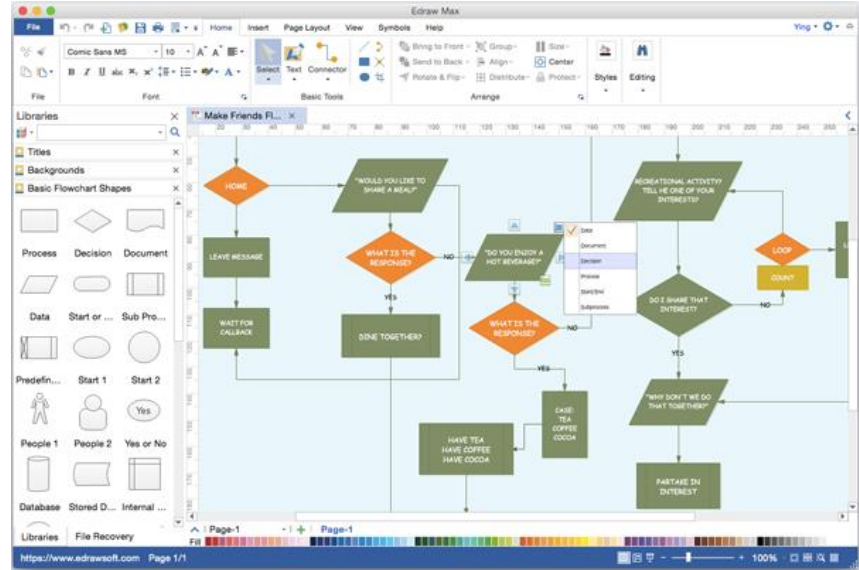 Edraw Max
File
Home
Insert
Page Layout
View
Symbols
Help
Ying
Comic Sans MS
10
Bring to Front
Group
Size
Send to Back
Align
Center
Rotate & Flip
Distribute
Protect
Select
Text
Connector
Styles
Editing
File
Font
Basic Tools
Arrange
Libraries
Make Friends Fl...
Titles
Backgrounds
Basic Flowchart Shapes
Process
Decision
Document
Data
Start or ...
Sub Pro...
Predefin...
Start 1
Start 2
Yes
People 1
People 2
Yes or No
Database
Stored D...
Internal ...
Libraries
File Recovery
HOME
"WOULD YOU LIKE TO
SHARE A MEAL?"
RECREATIONAL ACTIVITY?
TELL ME ONE OF YOUR
INTERESTS?
LEAVE MESSAGE
WHAT IS THE
RESPONSE?
NO
"DO YOU ENJOY A
HOT BEVERAGE?"
Data
Document
Decision
Process
Start/End
Subprocess
LOOP
COUNT
YES
WAIT FOR
CALLBACK
DINE TOGETHER?
WHAT IS THE
RESPONSE?
NO
DO I SHARE THAT
INTEREST?
NO
YES
YES
CASE:
TEA
COFFEE
COCOA
"WHY DON'T WE DO
THAT TOGETHER?"
HAVE TEA
HAVE COFFEE
HAVE COCOA
PARTAKE IN
INTEREST
Page-1
Page-1
Fill
https://www.edrawsoft.com
Page 1/1
100%